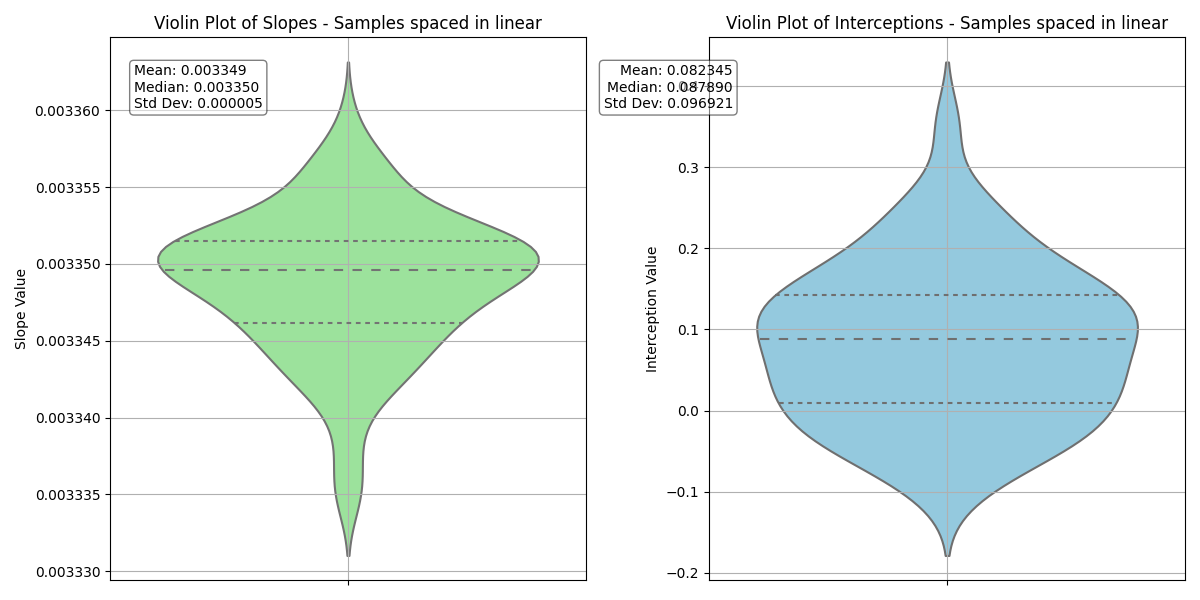 Violin Plot of Slopes - Samples spaced in linear
Mean: 0.003349
Median: 0.003350
Std Dev: 0.000005
Slope Value
0.003360
0.003355
0.003350
0.003345
0.003340
0.003335
0.003330
Violin Plot of Interceptions - Samples spaced in linear
Mean: 0.082345
Median: 0.087890
Std Dev: 0.096921
Interception Value
0.3
0.2
0.1
0.0
−0.1
−0.2